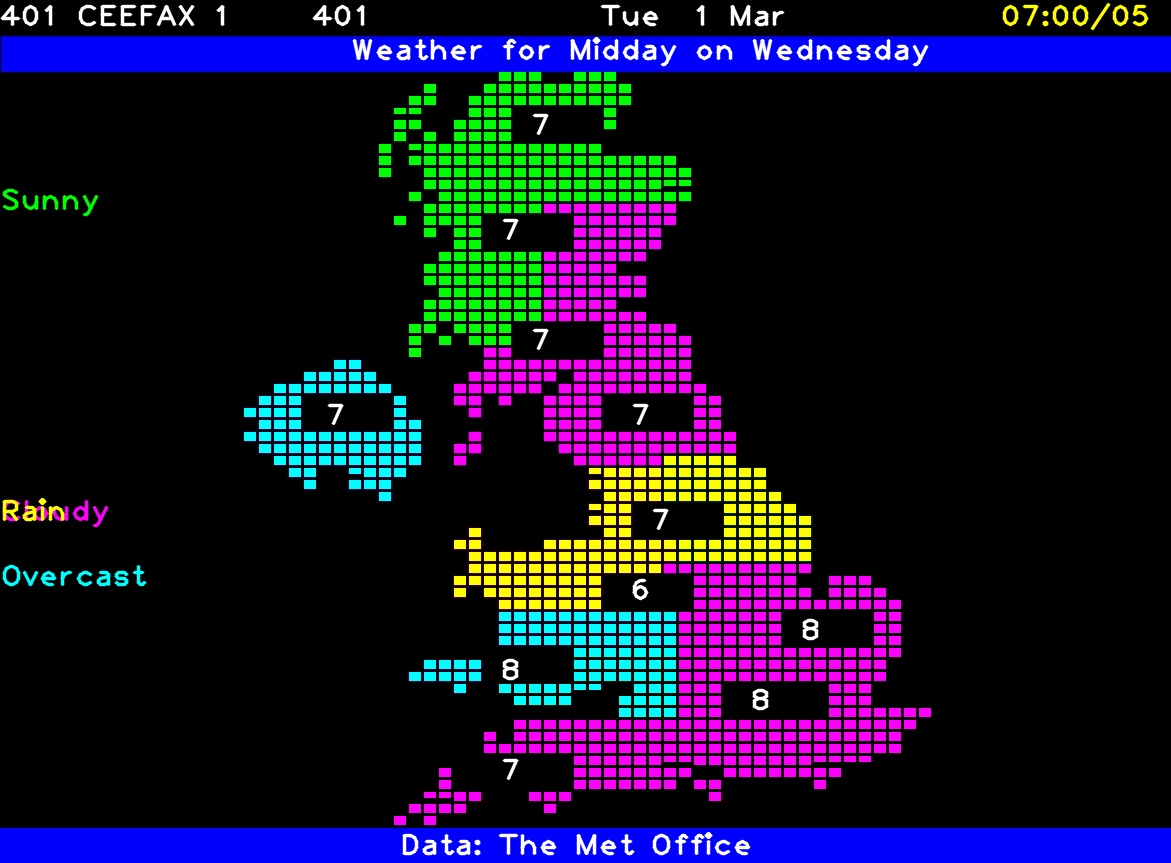 401 CEEFAX 1 401 Tue 1 Mar 07:00/05
Weather for Midday on Wednesday
7
Sunny
7
7
7 7
Rain
Cloudy
7
Overcast
6
8
8
8
7
Data: The Met Office